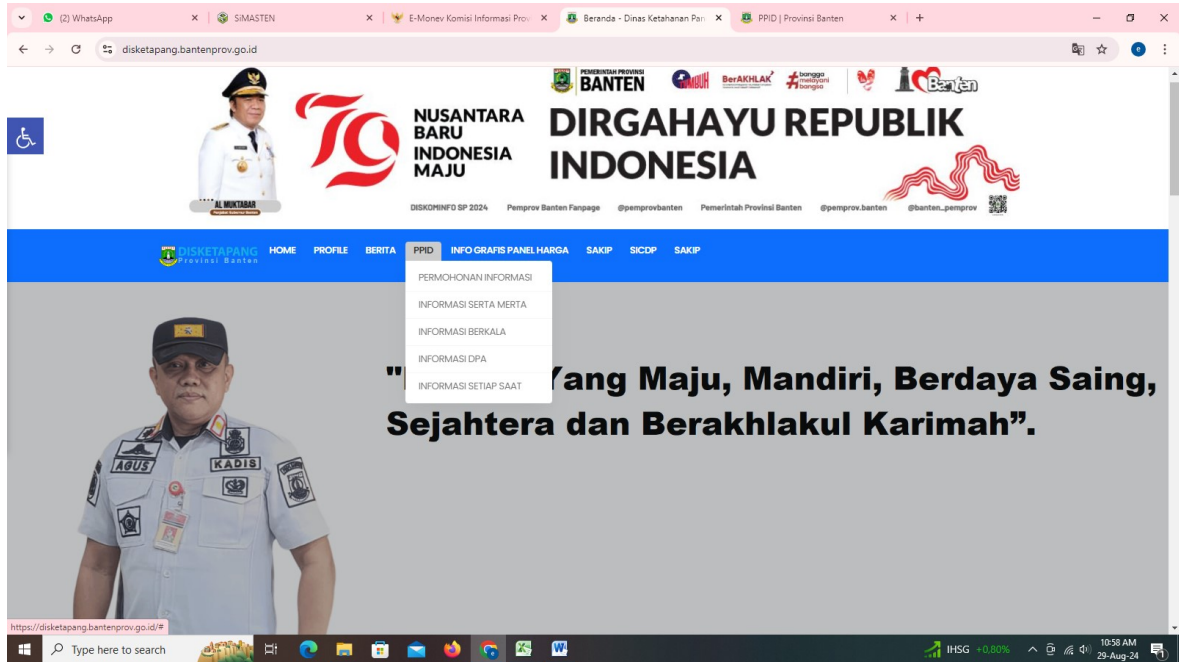 (2) WhatsApp
SiMASTEN
E-Monev Komisi Informasi Prov
Beranda - Dinas Ketahanan Pan
PPID | Provinsi Banten
disketapang.bantenprov.go.id
e
PEMERINTAH PROVINSI
BANTEN
BerAKHLAK
bangga
melayani
bangsa
I
Banten
79
NUSANTARA
BARU
INDONESIA
MAJU
DIRGAHAYU REPUBLIK
INDONESIA
AL MUKTABAR
DISKOMINFO SP 2024 Pemprov Banten Fanpage @pemprovbanten Pemerintah Provinsi Banten @pemprov.banten @banten_pemprov
DISKETAPANG
Provinsi Banten
HOME PROFILE BERITA PPID INFO GRAFIS PANEL HARGA SAKIP SICDP SAKIP
PERMOHONAN INFORMASI
INFORMASI SERTA MERTA
INFORMASI BERKALA
INFORMASI DPA
INFORMASI SETIAP SAAT
Yang Maju, Mandiri, Berdaya Saing,
Sejahtera dan Berakhlakul Karimah”.
AGUS
KADIS
https://disketapang.bantenprov.go.id/#
Type here to search
IHSG +0,80%
10:58 AM
29-Aug-24